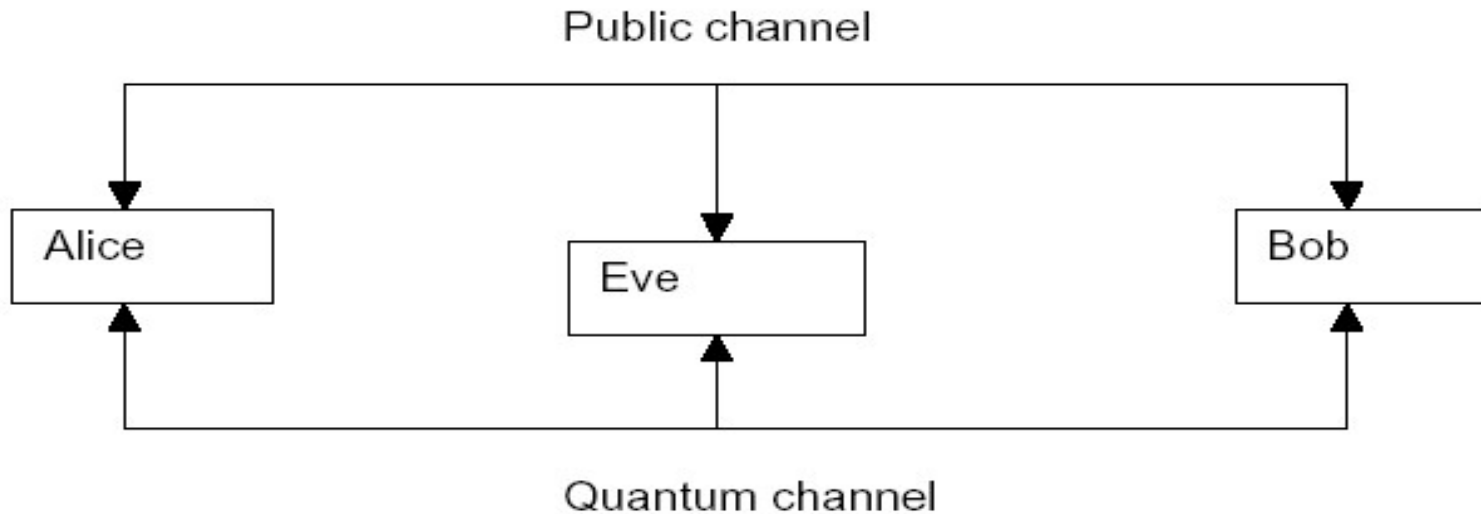 Public channel
Alice
Eve
Bob
Quantum channel